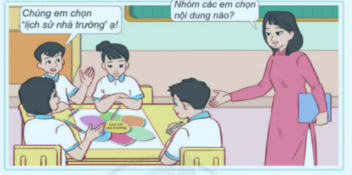 Chúng em chọn
"lịch sử nhà trường" ạ!
Nhóm các em chọn
nội dung nào?